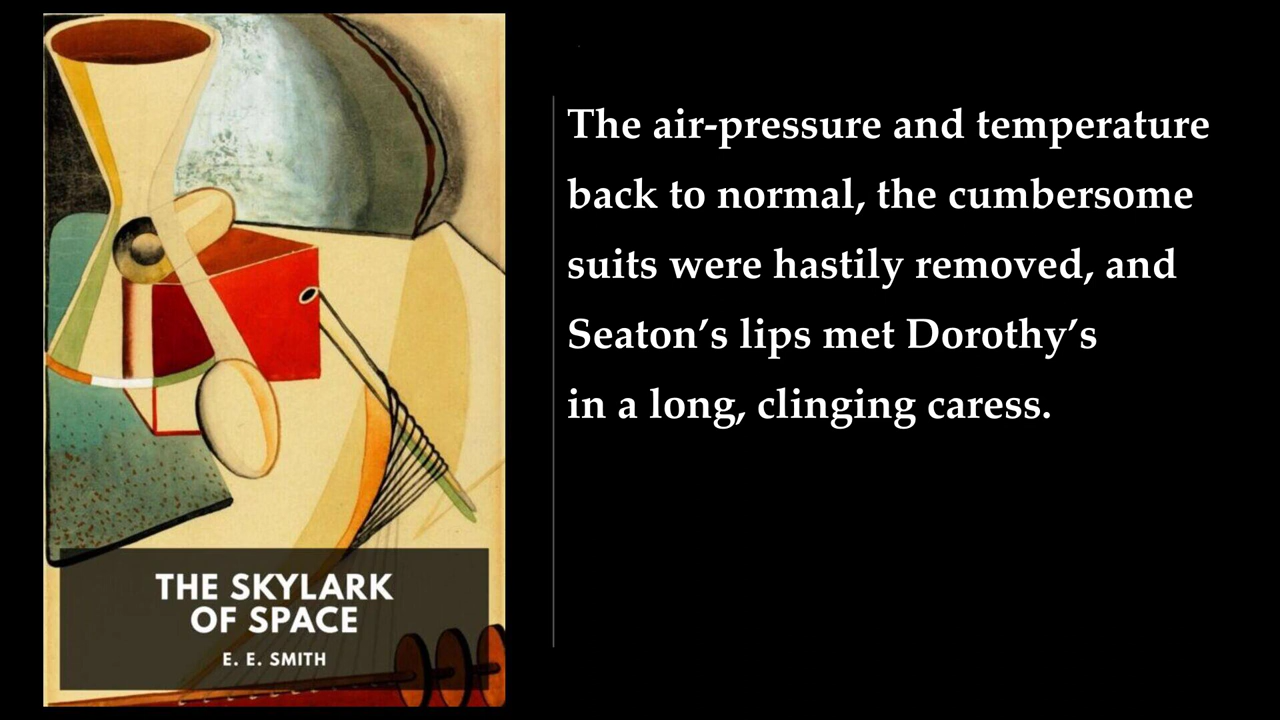 THE SKYLARK
OF SPACE
E. E. SMITH
The air-pressure and temperature
back to normal, the cumbersome
suits were hastily removed, and
Seaton’s lips met Dorothy’s
in a long, clinging caress.